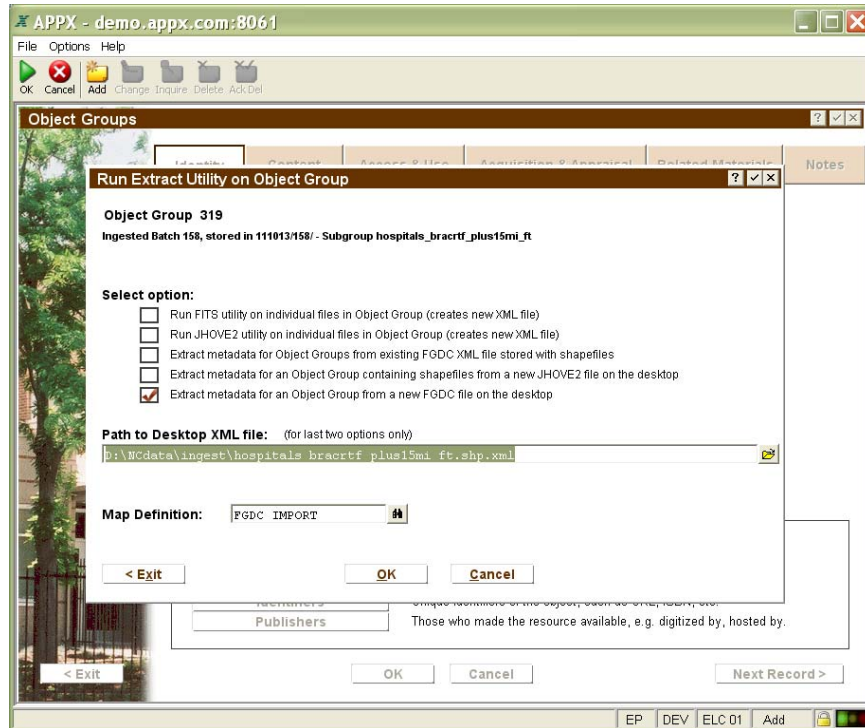 APPX - demo.appx.com:8061
File Options Help
OK Cancel Add Change Inquire Delete Ack Del
Object Groups
Identity Content Access & Use Acquisition & Appraisal Related Materials Notes
Run Extract Utility on Object Group
Object Group 319
Ingested Batch 158, stored in 111013/158/ - Subgroup hospitals_bracrtf_plus15mi_ft
Select option:
Run FITS utility on individual files in Object Group (creates new XML file)
Run JHOVE2 utility on individual files in Object Group (creates new XML file)
Extract metadata for Object Groups from existing FGDC XML file stored with shapefiles
Extract metadata for an Object Group containing shapefiles from a new JHOVE2 file on the desktop
Extract metadata for an Object Group from a new FGDC file on the desktop
Path to Desktop XML file: (for last two options only)
D:\NCdata\ingest\hospitals_bracrtf_plus15mi_ft.shp.xml
Map Definition: FGDC IMPORT
< Exit OK Cancel
Identifiers Unique identifiers of the object, such as URL, ISBN, etc.
Publishers Those who made the resource available, e.g. digitized by, hosted by.
< Exit OK Cancel Next Record >
EP DEV ELC 01 Add